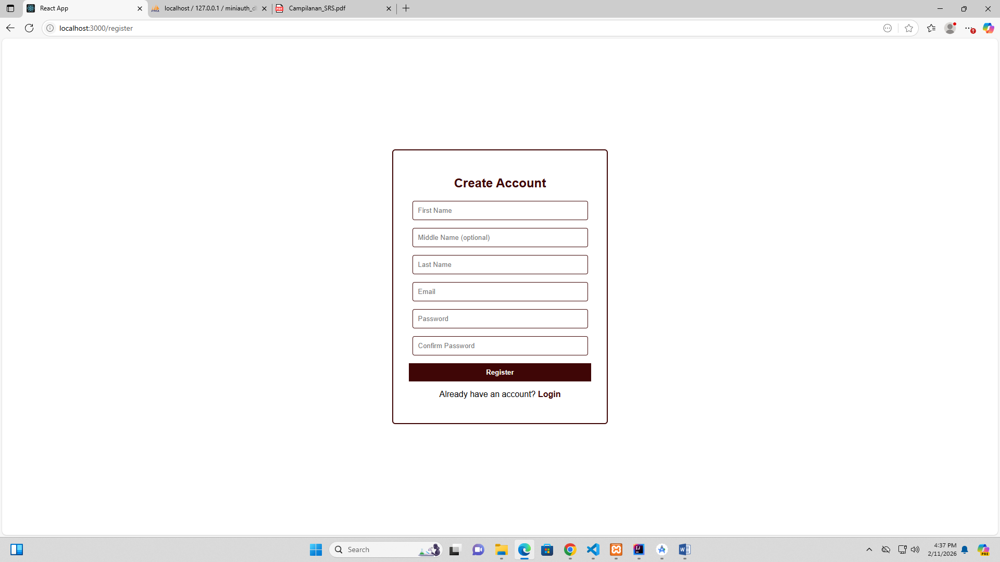 React App
localhost / 127.0.0.1 / miniauth_d
Campilanan_SRS.pdf
localhost:3000/register
Create Account
First Name
Middle Name (optional)
Last Name
Email
Password
Confirm Password
Register
Already have an account? Login
Search
4:37 PM
2/11/2026